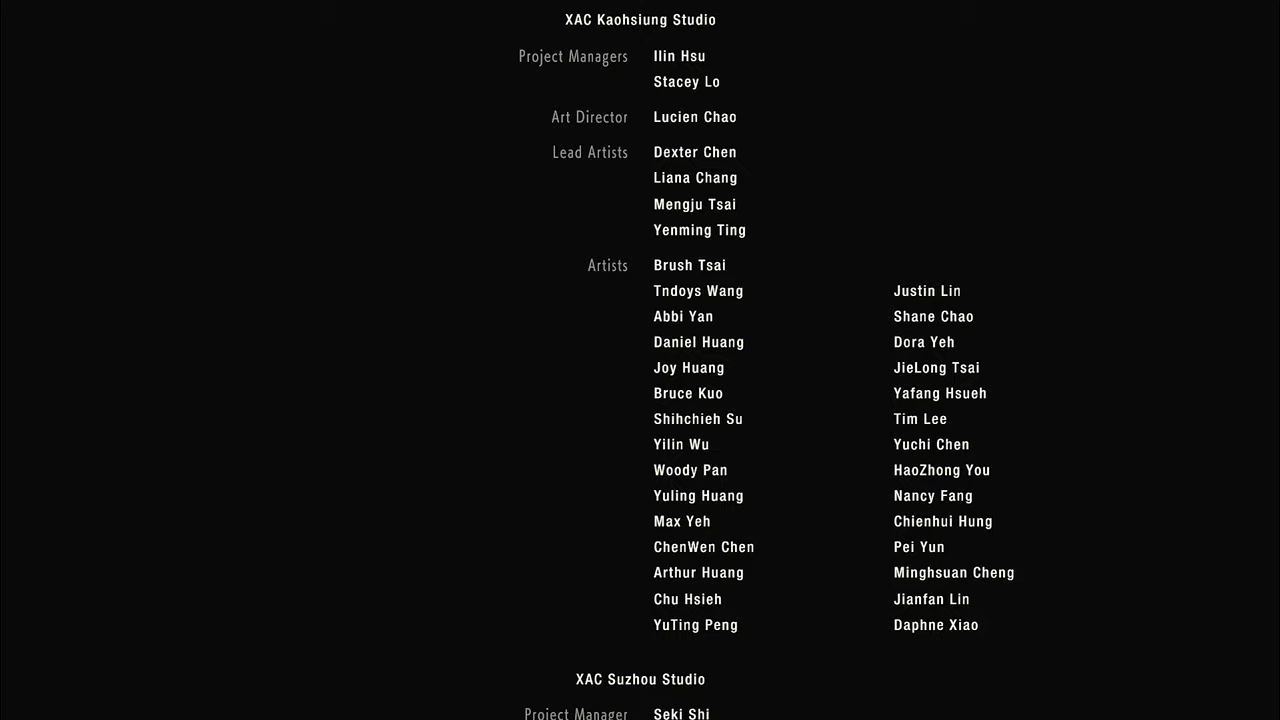 XAC Kaohsiung Studio
Project Managers Ilin Hsu
Stacey Lo
Art Director Lucien Chao
Lead Artists Dexter Chen
Liana Chang
Mengju Tsai
Yenming Ting
Artists Brush Tsai
Tndoys Wang Justin Lin
Abbi Yan Shane Chao
Daniel Huang Dora Yeh
Joy Huang JieLong Tsai
Bruce Kuo Yafang Hsueh
Shihchieh Su Tim Lee
Yilin Wu Yuchi Chen
Woody Pan HaoZhong You
Yuling Huang Nancy Fang
Max Yeh Chienhui Hung
ChenWen Chen Pei Yun
Arthur Huang Minghsuan Cheng
Chu Hsieh Jianfan Lin
YuTing Peng Daphne Xiao
XAC Suzhou Studio
Project Manager Seki Shi